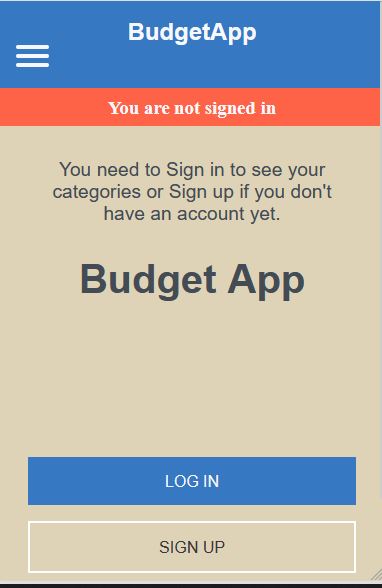 BudgetApp
You are not signed in
You need to Sign in to see your
categories or Sign up if you don't
have an account yet.
Budget App
LOG IN
SIGN UP